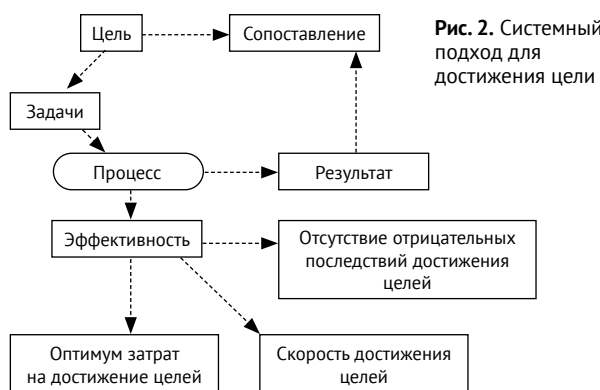 Цель
Сопоставление
Рис. 2. Системный
подход для
достижения цели
Задачи
Процесс
Результат
Эффективность
Отсутствие отрицательных
последствий достижения
целей
Оптимум затрат
на достижение целей
Скорость достижения
целей